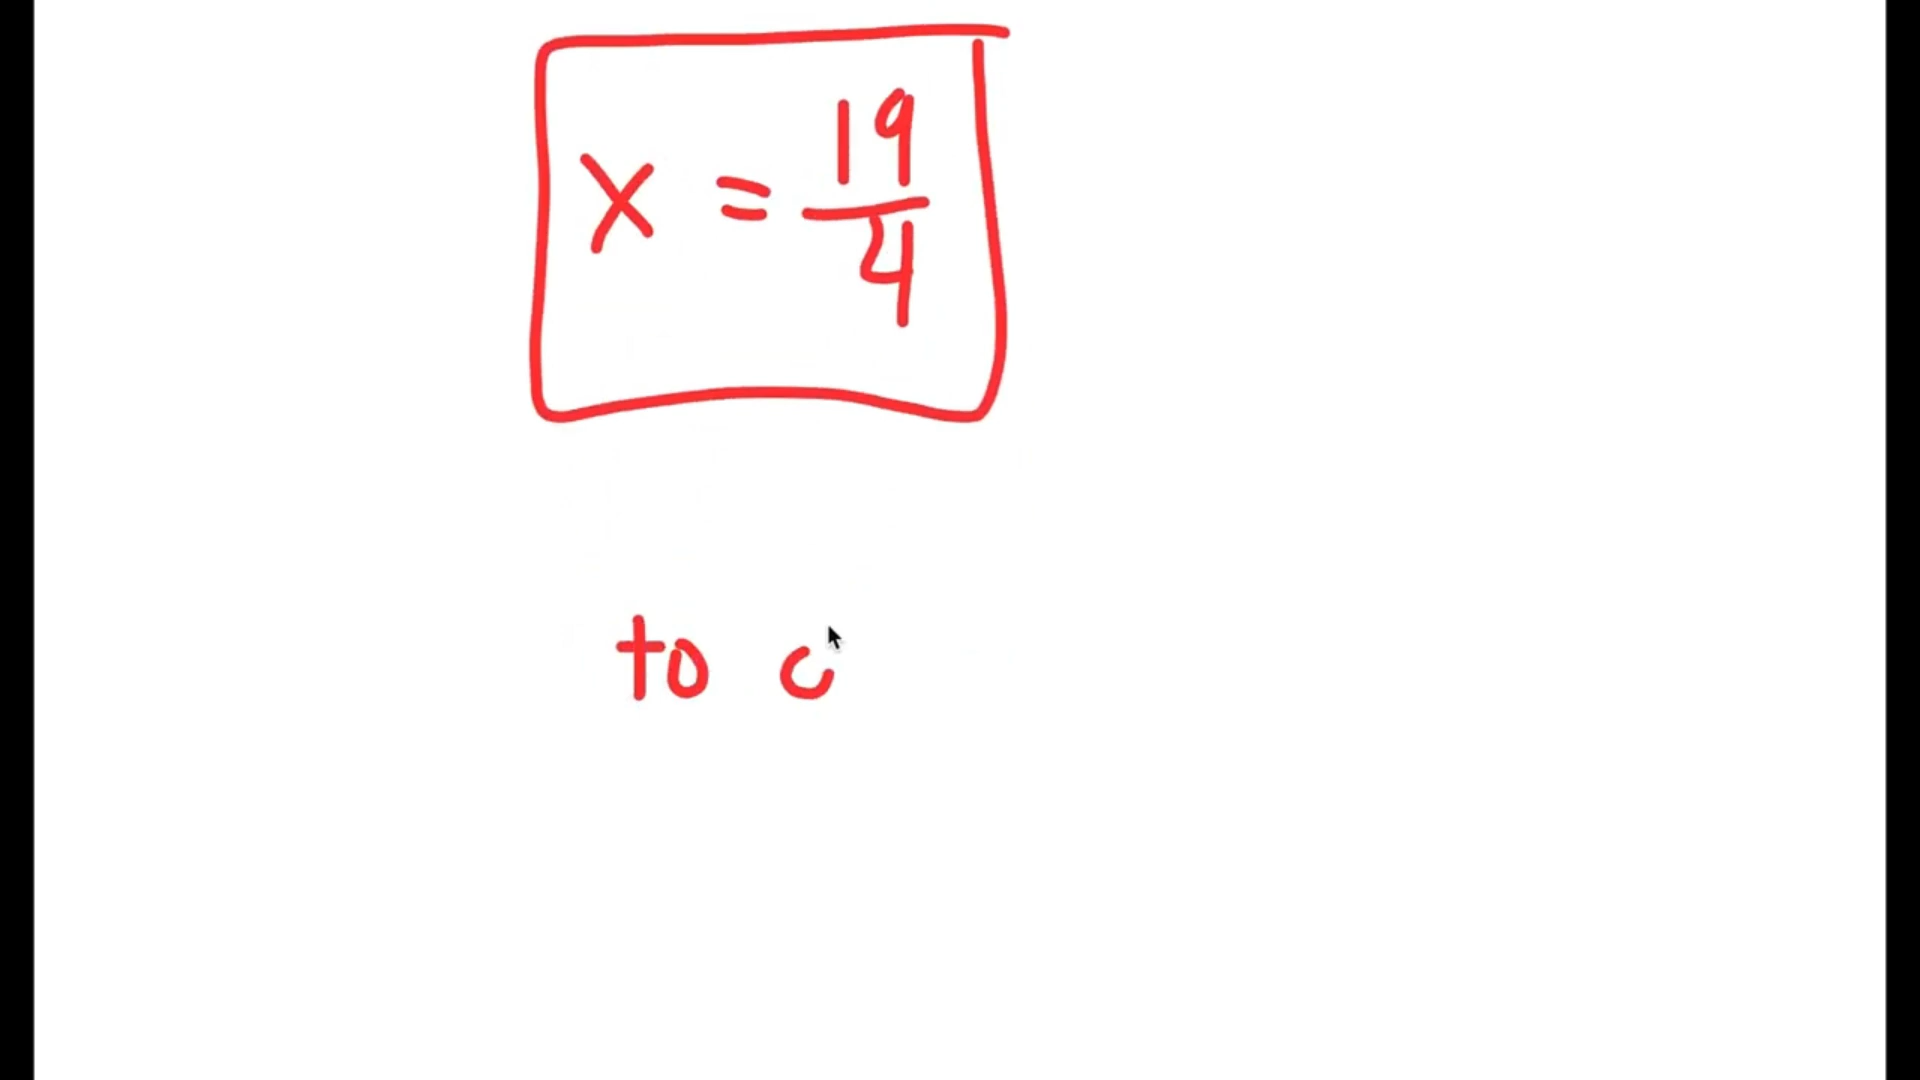 x = 19/4
to c